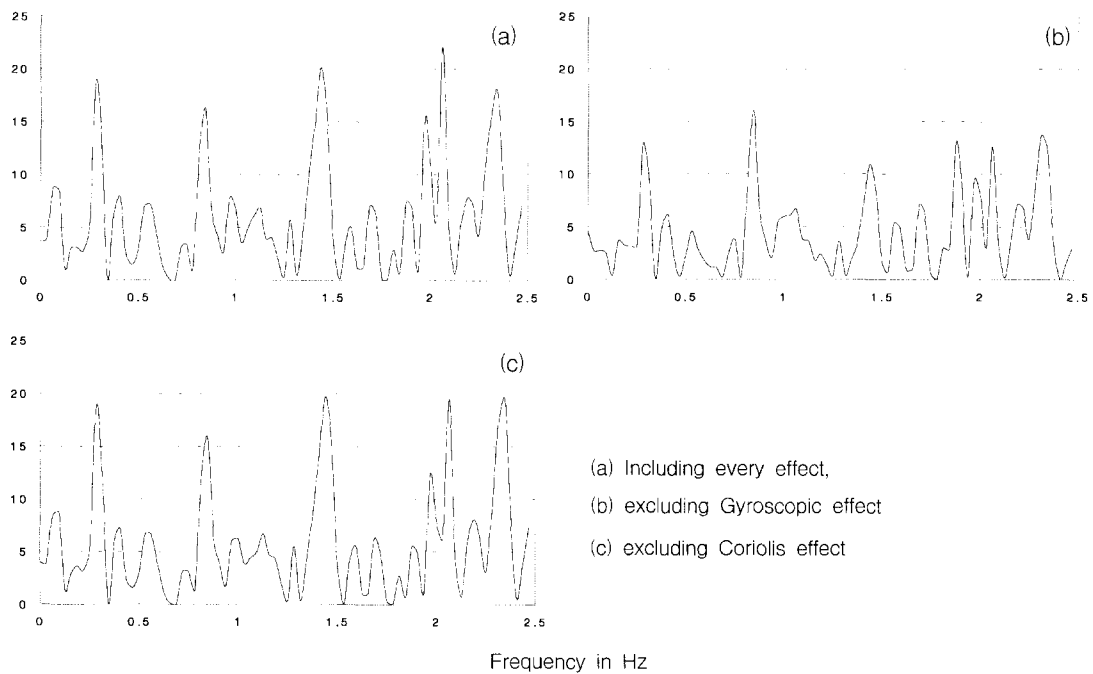 25
20
15
10
5
0
0 0.5 1 1.5 2 2.5
(a)
25
20
15
10
5
0
0 0.5 1 1.5 2 2.5
(b)
25
20
15
10
5
0
0 0.5 1 1.5 2 2.5
(c)
(a) Including every effect,
(b) excluding Gyroscopic effect
(c) excluding Coriolis effect
Frequency in Hz